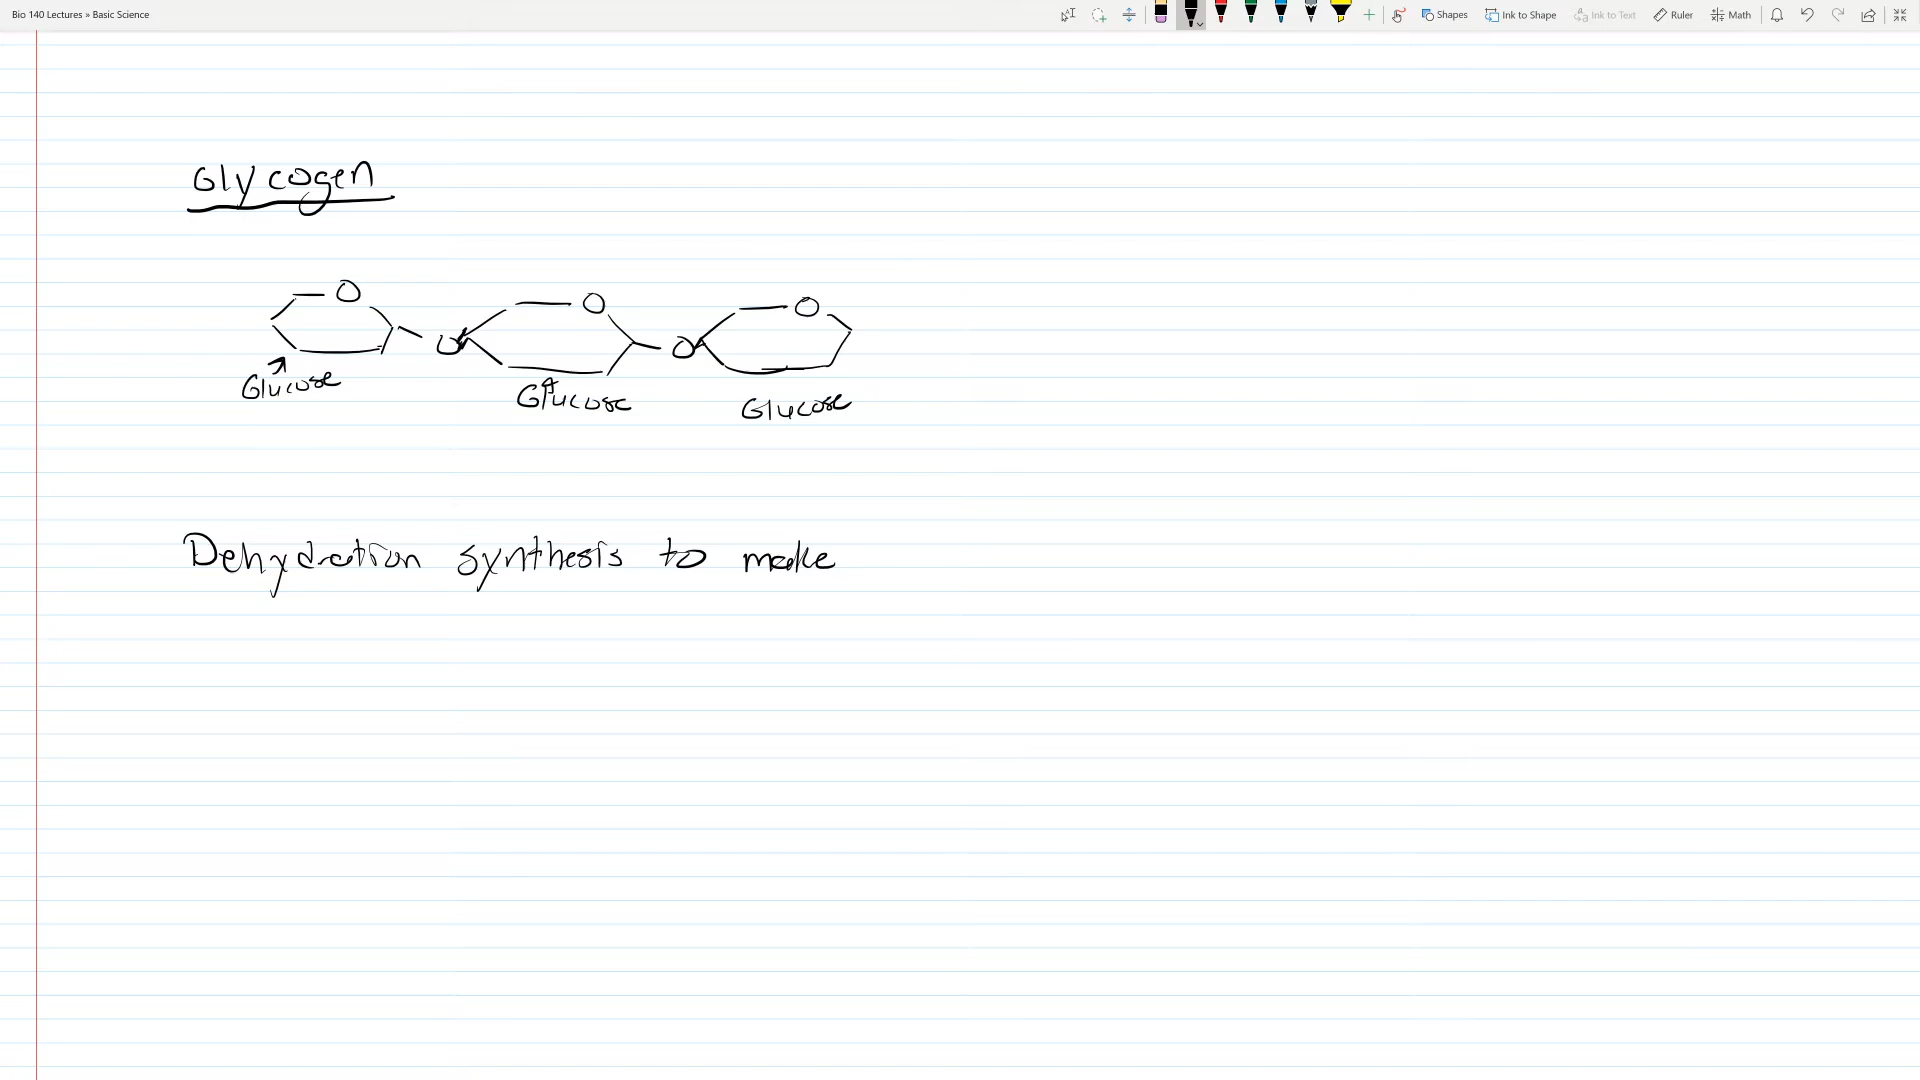 Bio 140 Lectures » Basic Science
Shapes Ink to Shape Ink to Text Ruler Math
Glycogen
O O O
O O
Glucose Glucose Glucose
Dehydration synthesis to make